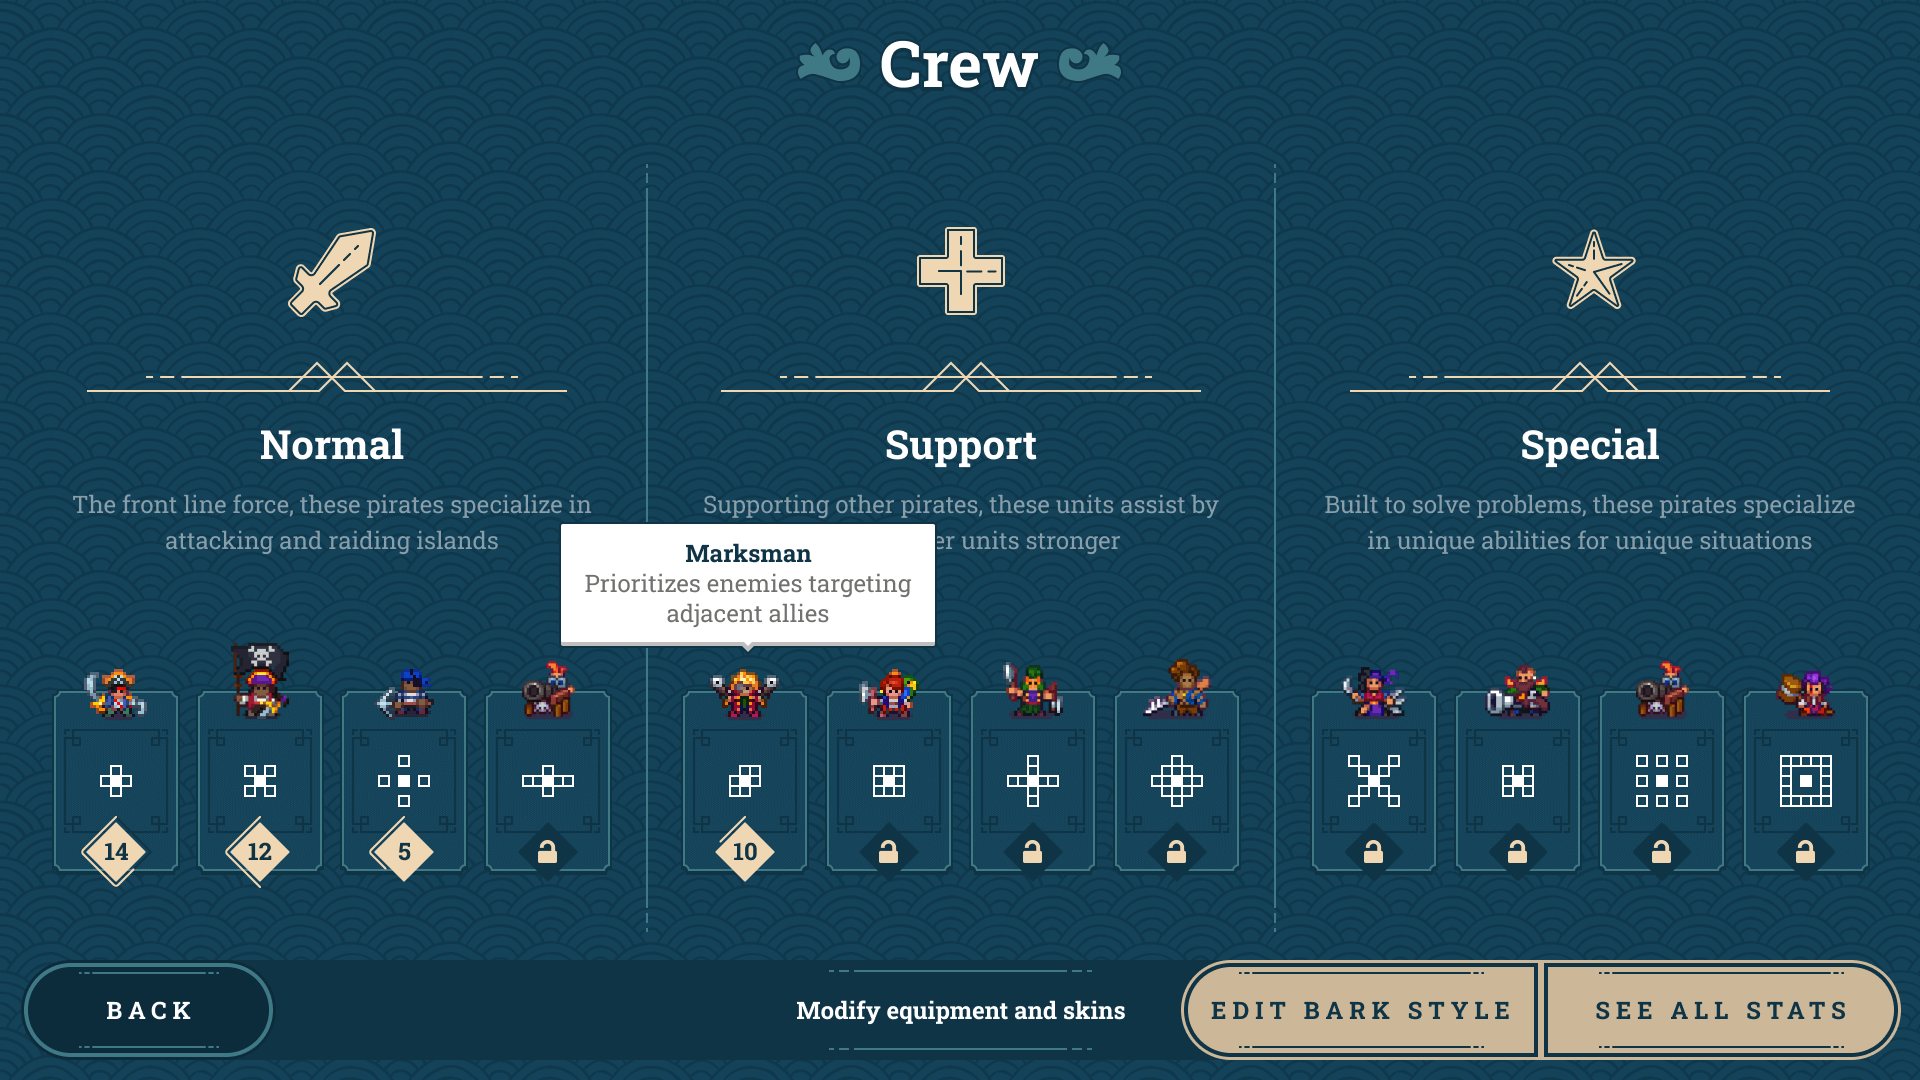 Crew
Normal
The front line force, these pirates specialize in
attacking and raiding islands
Support
Supporting other pirates, these units assist by
units stronger
Special
Built to solve problems, these pirates specialize
in unique abilities for unique situations
Marksman
Prioritizes enemies targeting
adjacent allies
14
12
5
10
BACK
Modify equipment and skins
EDIT BARK STYLE
SEE ALL STATS